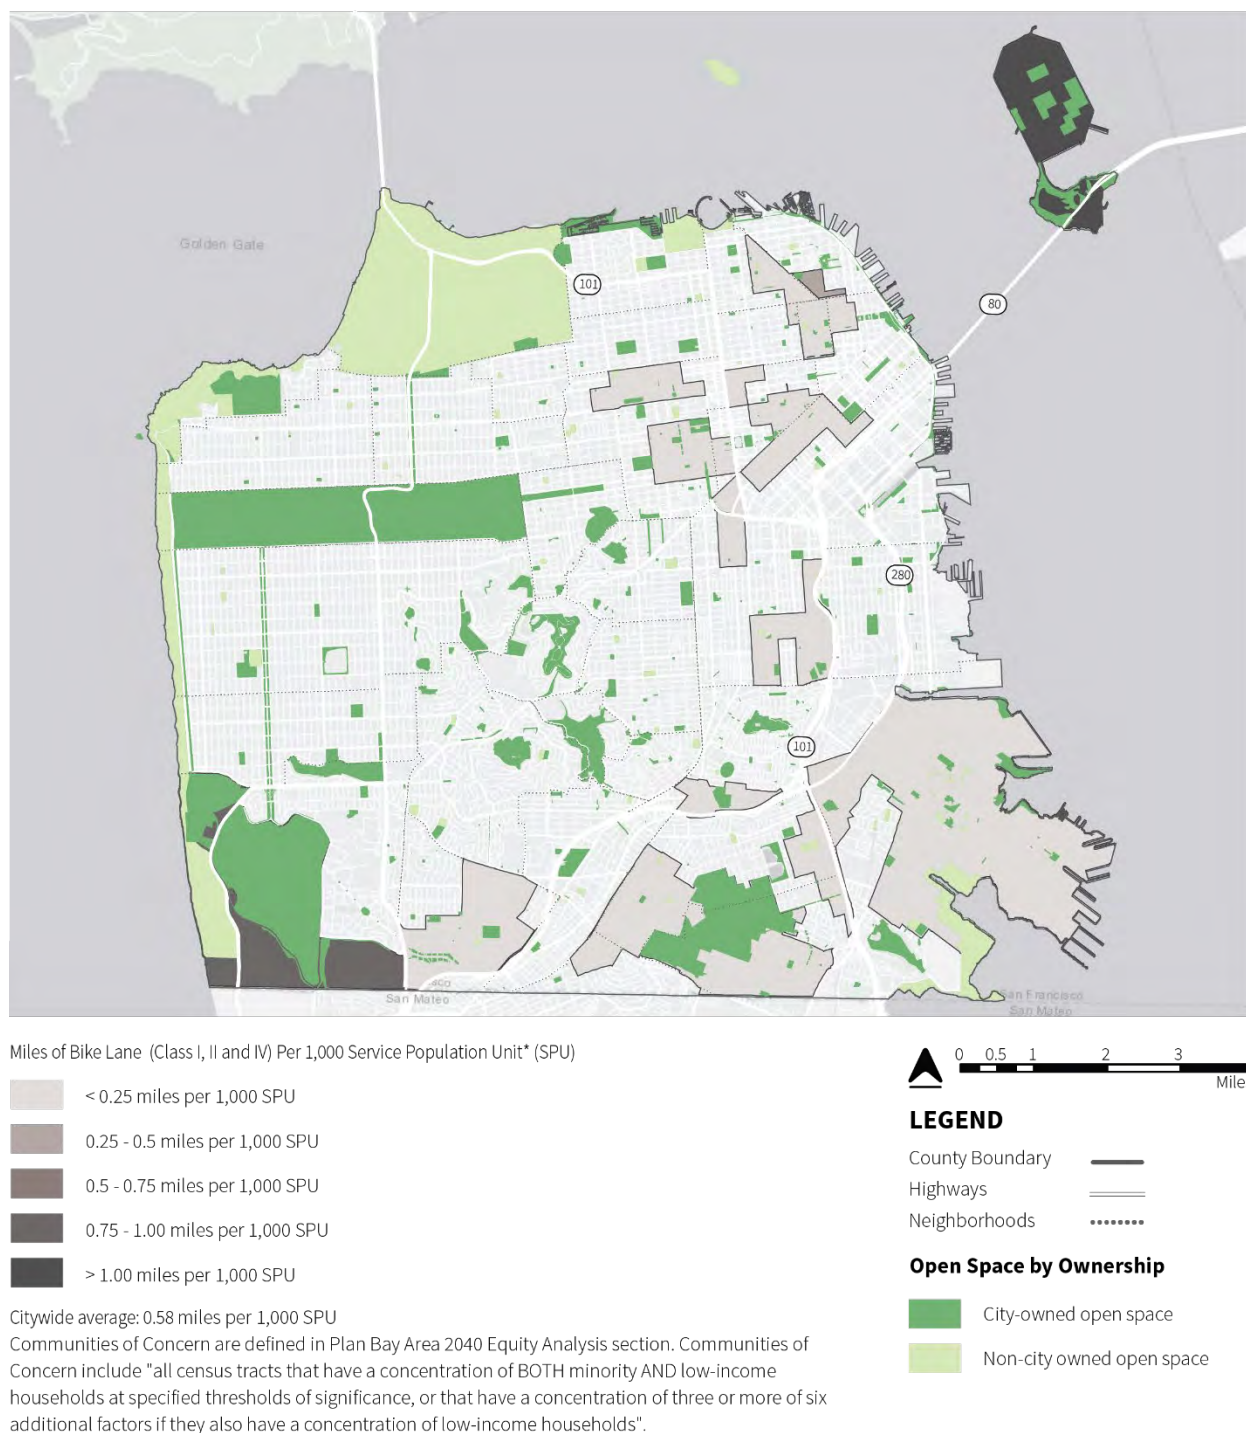 Golden Gate
101
80
280
101
San Mateo
San Francisco
San Mateo
Miles of Bike Lane (Class I, II and IV) Per 1,000 Service Population Unit* (SPU)
< 0.25 miles per 1,000 SPU
0.25 - 0.5 miles per 1,000 SPU
0.5 - 0.75 miles per 1,000 SPU
0.75 - 1.00 miles per 1,000 SPU
> 1.00 miles per 1,000 SPU
Citywide average: 0.58 miles per 1,000 SPU
Communities of Concern are defined in Plan Bay Area 2040 Equity Analysis section. Communities of
Concern include "all census tracts that have a concentration of BOTH minority AND low-income
households at specified thresholds of significance, or that have a concentration of three or more of six
additional factors if they also have a concentration of low-income households".
0 0.5 1 2 3
Mile
LEGEND
County Boundary
Highways
Neighborhoods
Open Space by Ownership
City-owned open space
Non-city owned open space